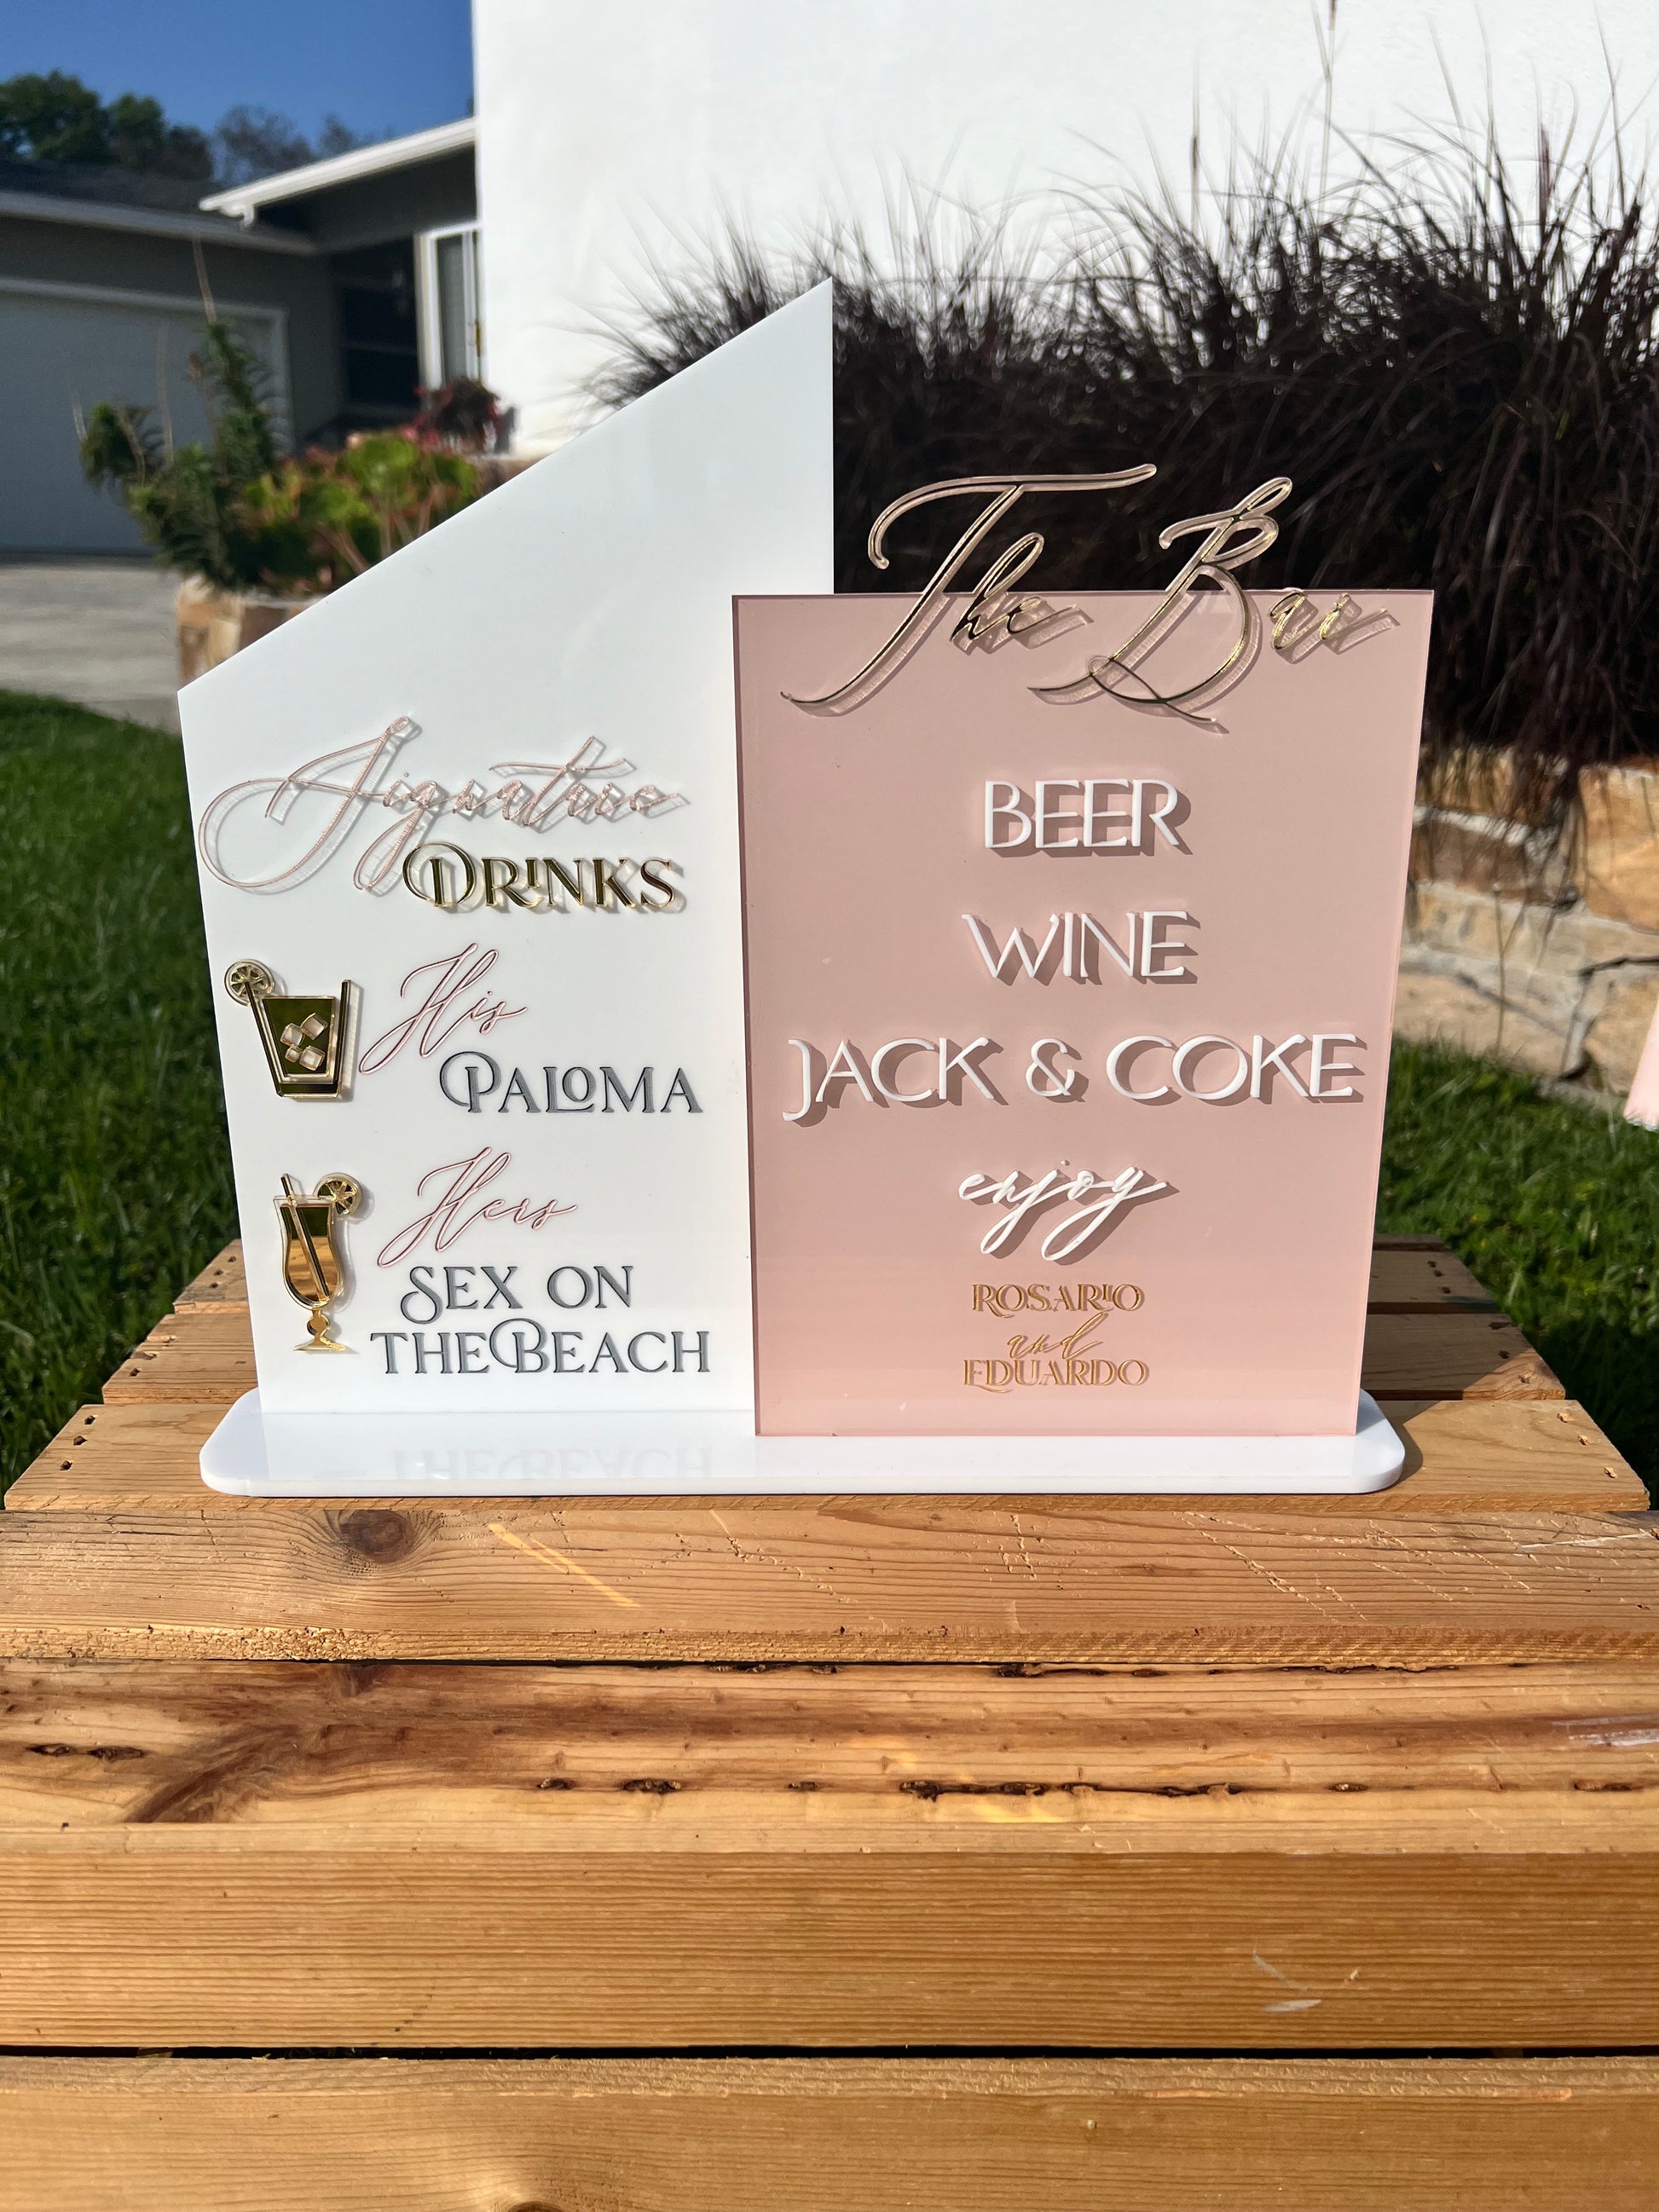 Signature
DRINKS
His
PALOMA
Hers
SEX ON
THE BEACH
The Bar
BEER
WINE
JACK & COKE
enjoy
ROSARIO
and
EDUARDO